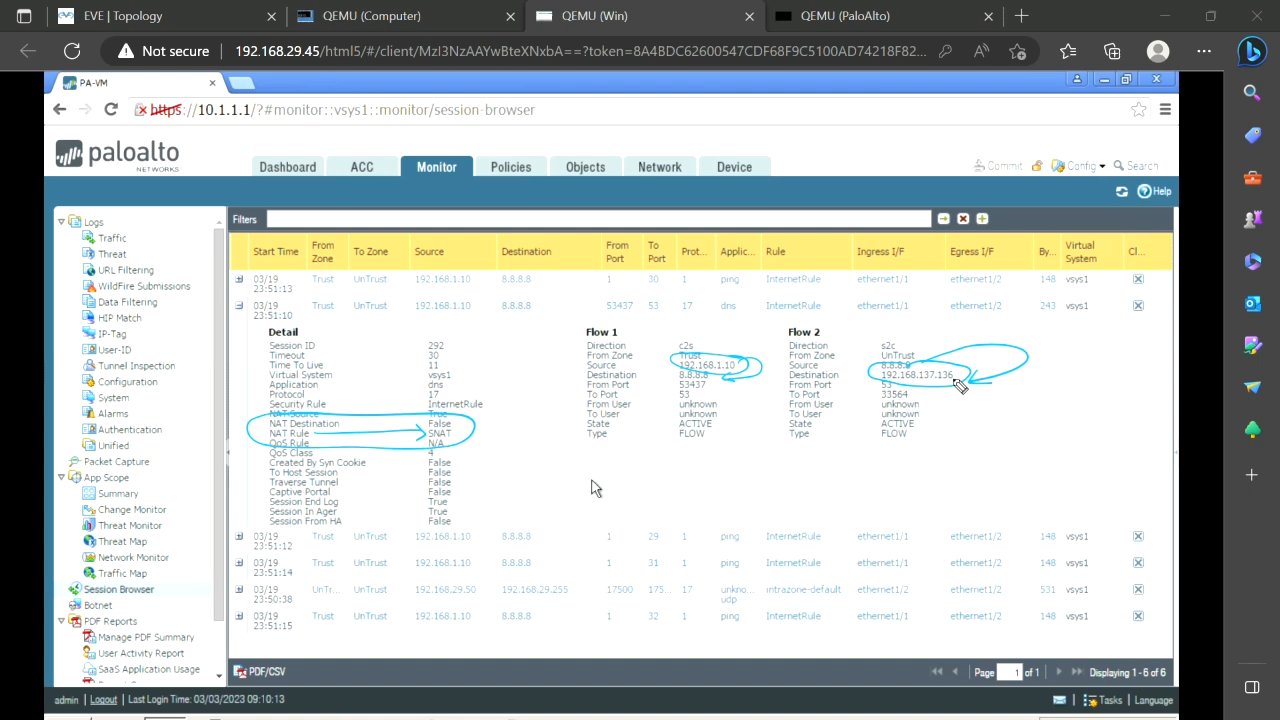 EVE | Topology QEMU (Computer) QEMU (Win) QEMU (PaloAlto)
Not secure 192.168.29.45/html5/#/client/MzI3NzAAYwBteXNxbA==?token=8A4BDC62600547CDF68F9C5100AD74218F82...
PA-VM
https://10.1.1.1/?#monitor::vsys1::monitor/session-browser
paloalto NETWORKS
Dashboard ACC Monitor Policies Objects Network Device Commit Config Search
Help
Logs
Traffic
Threat
URL Filtering
WildFire Submissions
Data Filtering
HIP Match
IP-Tag
User-ID
Tunnel Inspection
Configuration
System
Alarms
Authentication
Unified
Packet Capture
App Scope
Summary
Change Monitor
Threat Monitor
Threat Map
Network Monitor
Traffic Map
Session Browser
Botnet
PDF Reports
Manage PDF Summary
User Activity Report
SaaS Application Usage
Filters
Start Time From Zone To Zone Source Destination From Port To Port Prot... Applic... Rule Ingress I/F Egress I/F By... Virtual System Cl...
03/19 23:51:13 Trust UnTrust 192.168.1.10 8.8.8.8 1 30 1 ping InternetRule ethernet1/1 ethernet1/2 148 vsys1
03/19 23:51:10 Trust UnTrust 192.168.1.10 8.8.8.8 53437 53 17 dns InternetRule ethernet1/1 ethernet1/2 243 vsys1
Detail
Session ID 292
Timeout 30
Time To Live 11
Virtual System vsys1
Application dns
Protocol 17
Security Rule InternetRule
NAT Source True
NAT Destination False
NAT Rule SNAT
QoS Rule N/A
QoS Class 4
Created By Syn Cookie False
To Host Session False
Traverse Tunnel False
Captive Portal False
Session End Log True
Session In Ager True
Session From HA False
Flow 1
Direction c2s
From Zone Trust
Source 192.168.1.10
Destination 8.8.8.8
From Port 53437
To Port 53
From User unknown
To User unknown
State ACTIVE
Type FLOW
Flow 2
Direction s2c
From Zone UnTrust
Source 8.8.8.8
Destination 192.168.137.136
From Port 53
To Port 33564
From User unknown
To User unknown
State ACTIVE
Type FLOW
03/19 23:51:12 Trust UnTrust 192.168.1.10 8.8.8.8 1 29 1 ping InternetRule ethernet1/1 ethernet1/2 148 vsys1
03/19 23:51:14 Trust UnTrust 192.168.1.10 8.8.8.8 1 31 1 ping InternetRule ethernet1/1 ethernet1/2 148 vsys1
03/19 23:50:38 UnTr... UnTrust 192.168.29.50 192.168.29.255 17500 175... 17 unkno... udp intrazone-default ethernet1/2 ethernet1/2 531 vsys1
03/19 23:51:15 Trust UnTrust 192.168.1.10 8.8.8.8 1 32 1 ping InternetRule ethernet1/1 ethernet1/2 148 vsys1
PDF/CSV Page 1 of 1 Displaying 1 - 6 of 6
admin | Logout | Last Login Time: 03/03/2023 09:10:13 | Tasks | Language